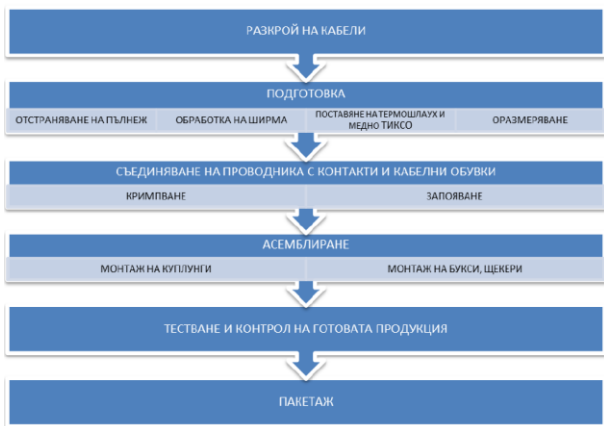 РАЗКРОЙ НА КАБЕЛИ
ПОДГОТОВКА
ОТСТРАНЯВАНЕ НА ПЪЛНЕЖ
ОБРАБОТКА НА ШИРМА
ПОСТАВЯНЕ НА ТЕРМОШЛАУХ И
МЕДНО ТИКСО
ОРАЗМЕРЯВАНЕ
СЪЕДИНЯВАНЕ НА ПРОВОДНИКА С КОНТАКТИ И КАБЕЛНИ ОБУВКИ
КРИМПВАНЕ
ЗАПОЯВАНЕ
АСЕМБЛИРАНЕ
МОНТАЖ НА КУПЛУНГИ
МОНТАЖ НА БУКСИ, ЩЕКЕРИ
ТЕСТВАНЕ И КОНТРОЛ НА ГОТОВАТА ПРОДУКЦИЯ
ПАКЕТАЖ